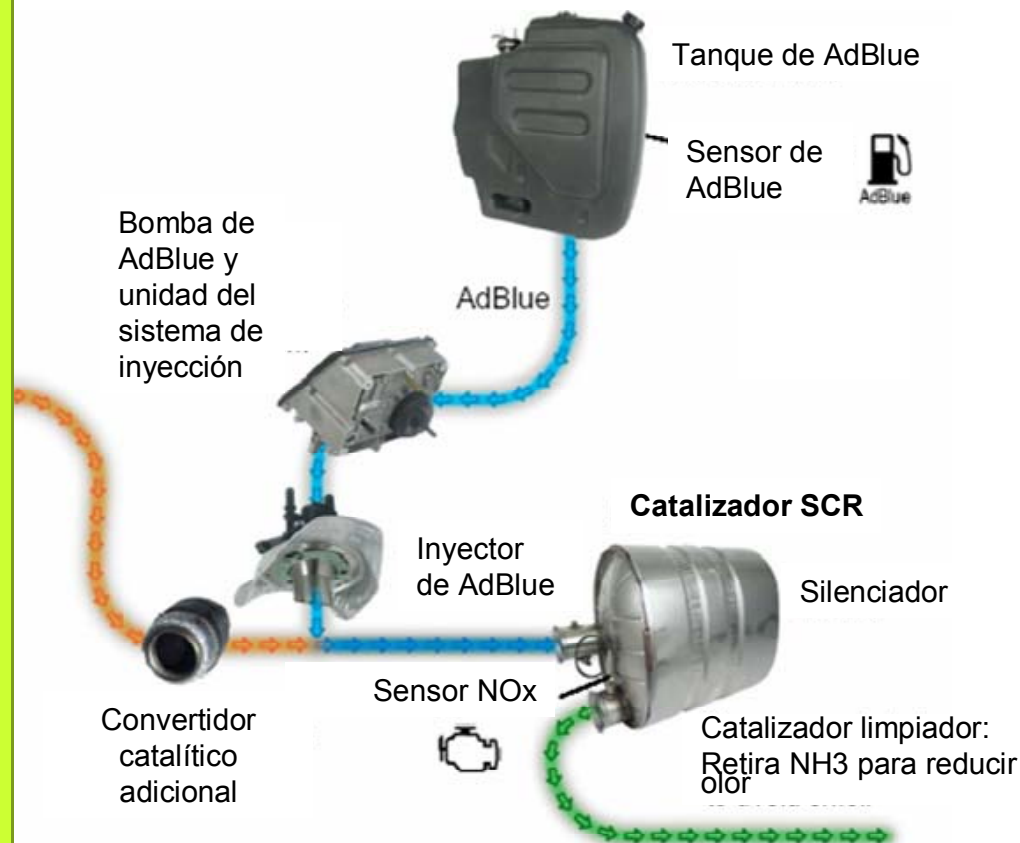 Tanque de AdBlue
Sensor de
AdBlue
AdBlue
Bomba de
AdBlue y
unidad del
sistema de
inyección
AdBlue
Catalizador SCR
Inyector
de AdBlue
Silenciador
Sensor NOx
Convertidor
catalítico
adicional
Catalizador limpiador:
Retira NH3 para reducir
olor